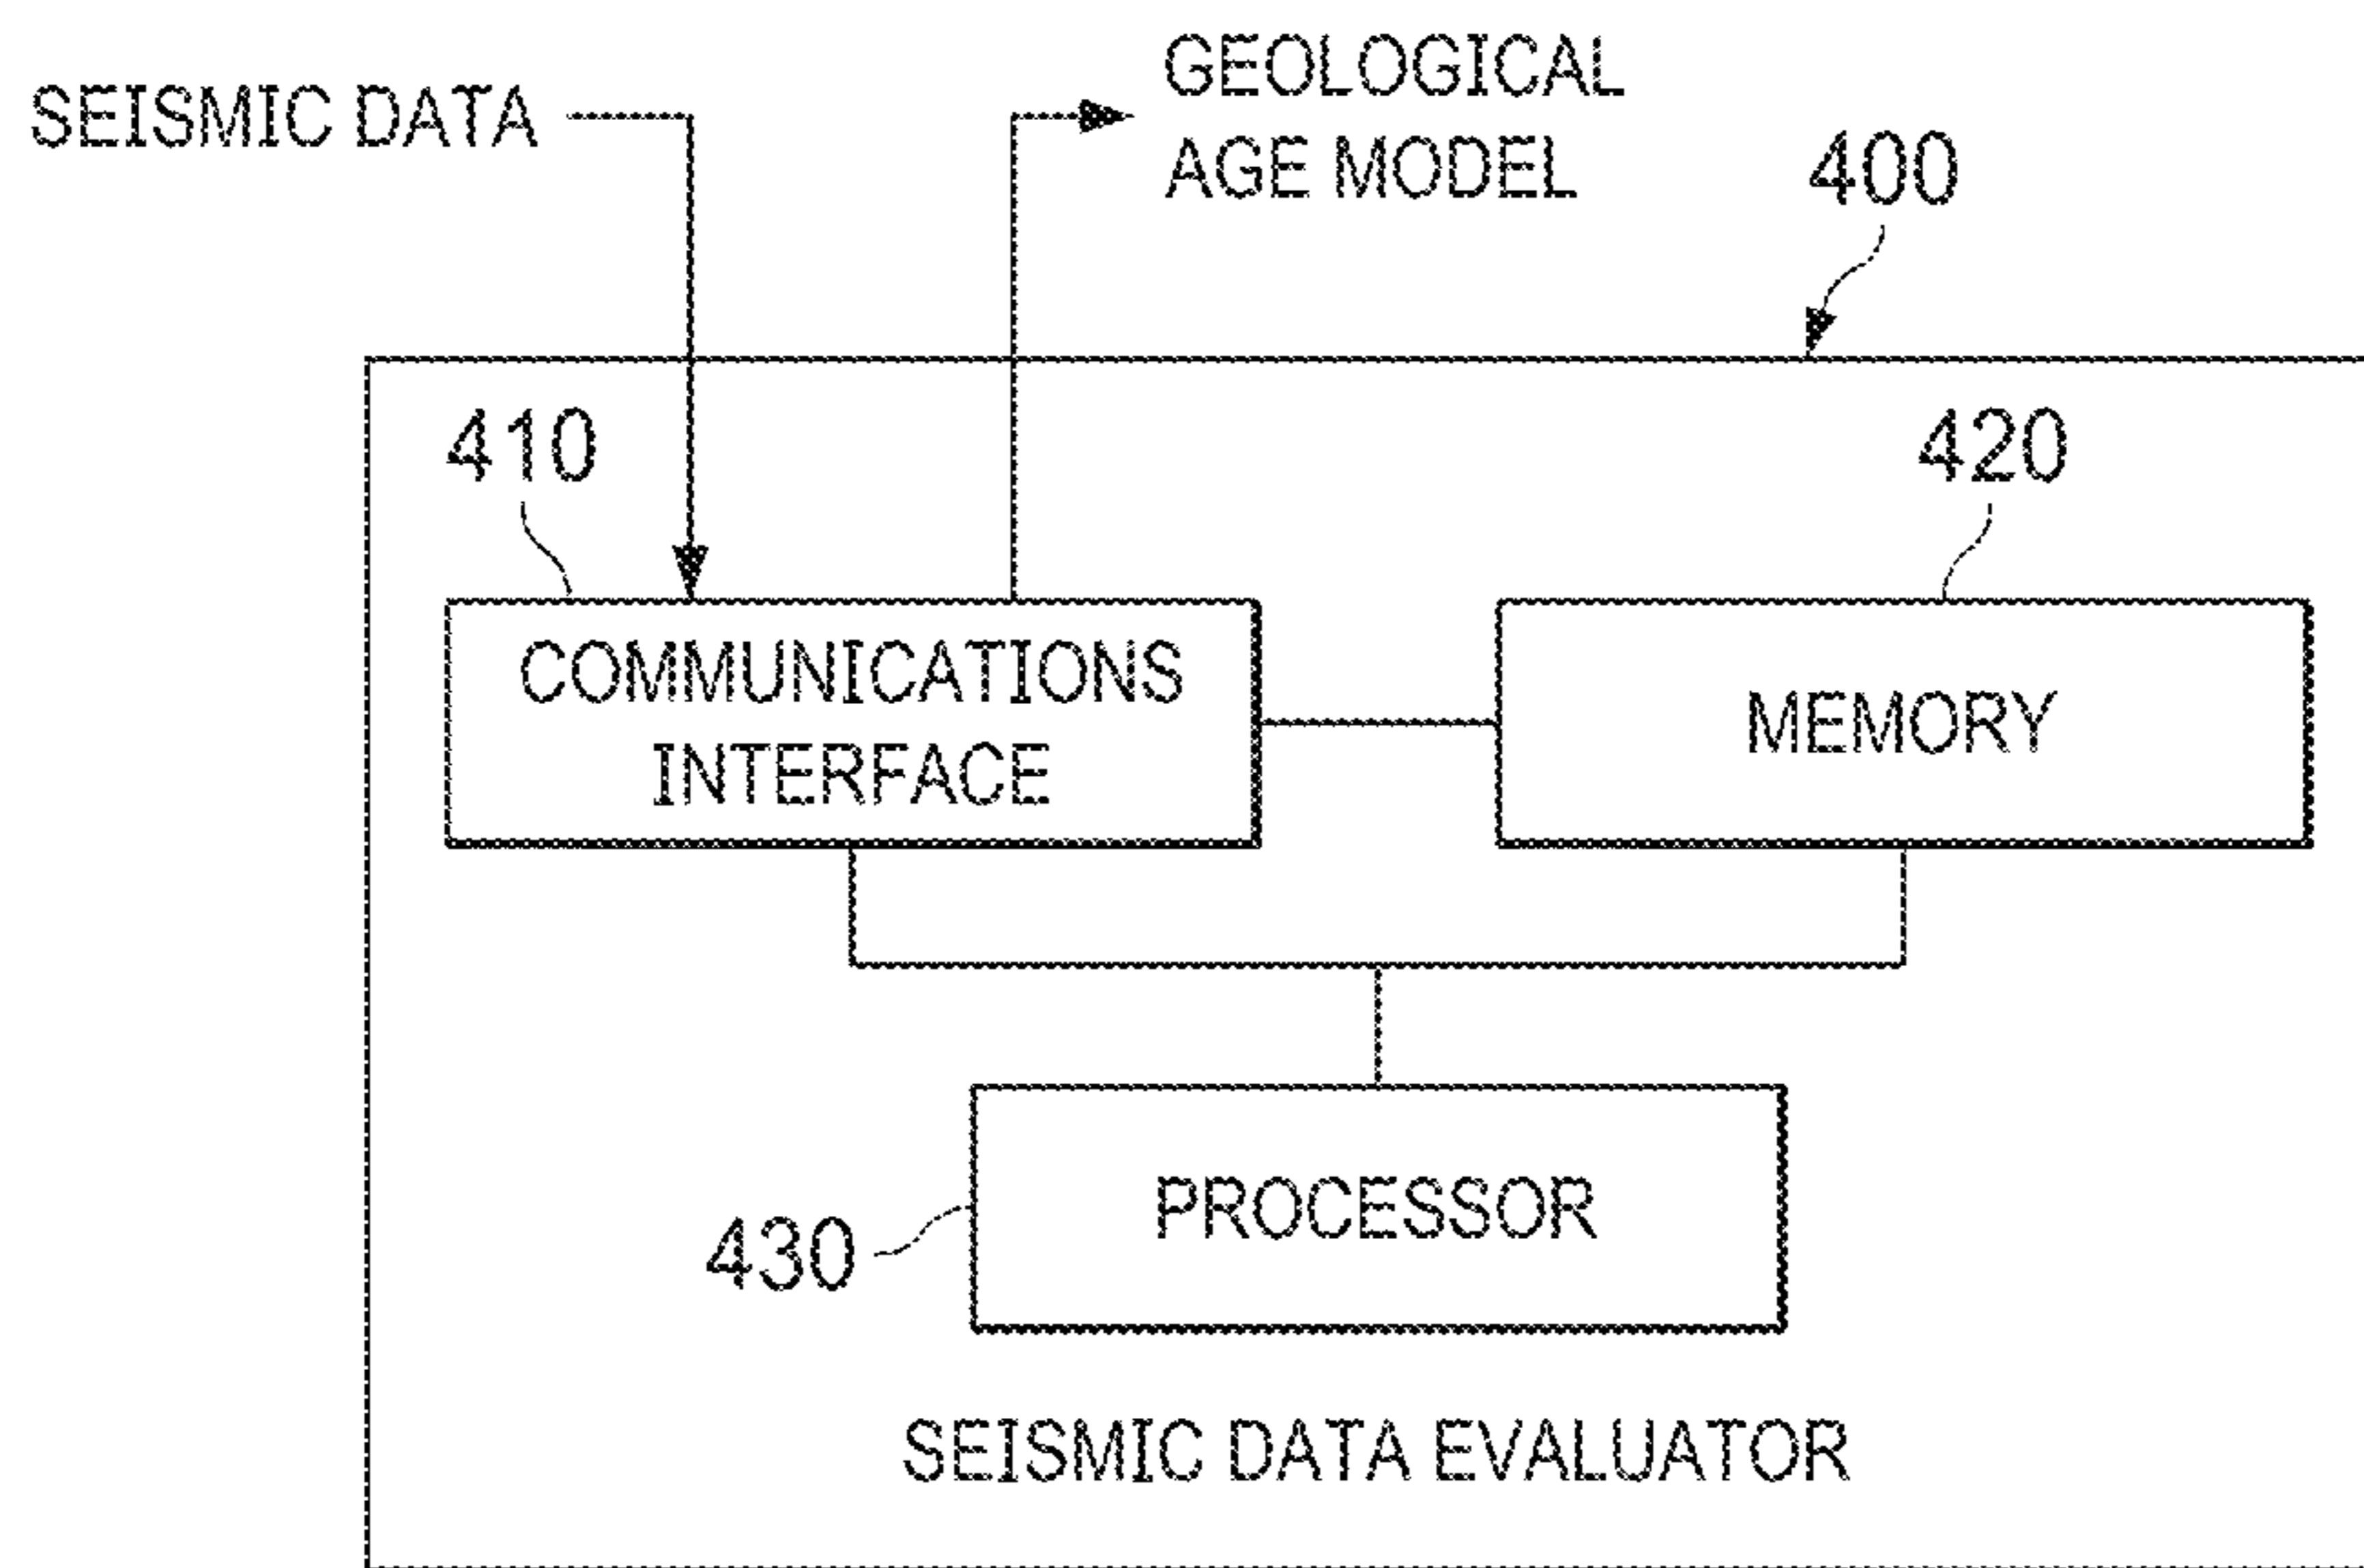 SEISMIC DATA
GEOLOGICAL
AGE MODEL
400
410
420
COMMUNICATIONS
INTERFACE
MEMORY
PROCESSOR
430
SEISMIC DATA EVALUATOR